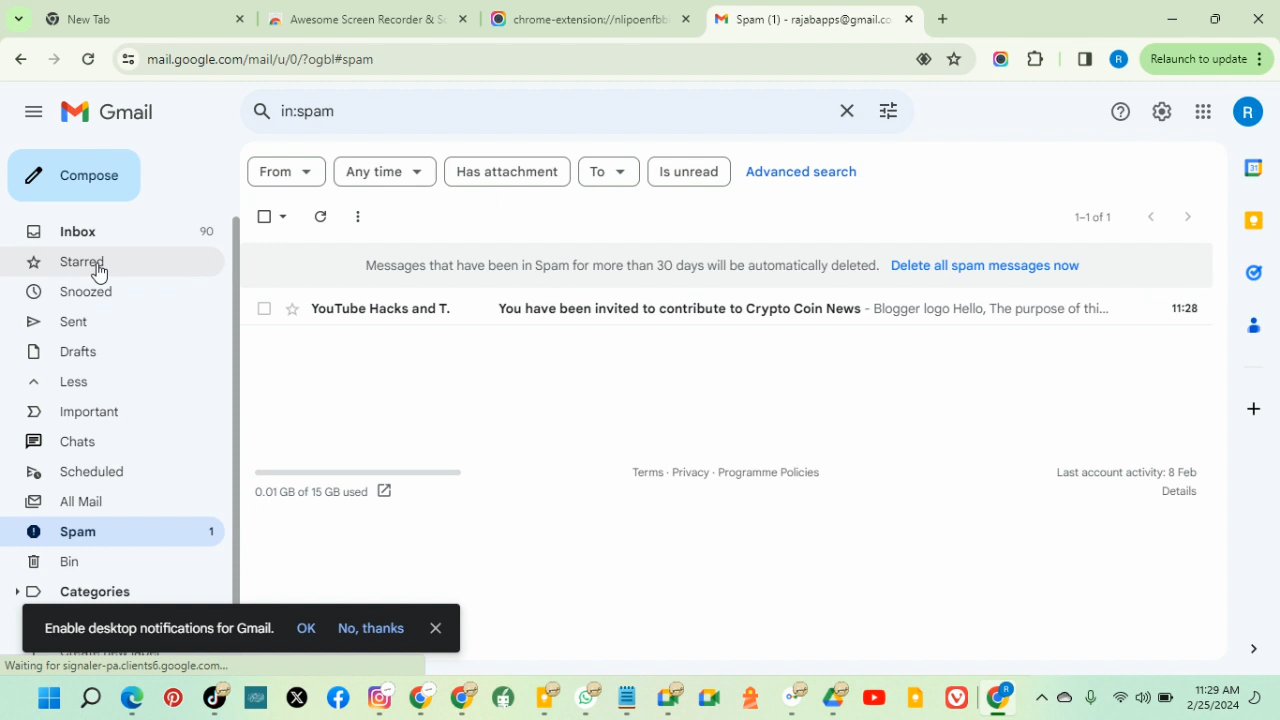 New Tab
Awesome Screen Recorder & Sc
chrome-extension://nlipoenfbb
Spam (1) - rajabapps@gmail.co
mail.google.com/mail/u/0/?ogbl#spam
R
Relaunch to update
Gmail
in:spam
R
Compose
From
Any time
Has attachment
To
Is unread
Advanced search
31
1–1 of 1
Inbox 90
Starred
Snoozed
Sent
Drafts
Less
Important
Chats
Scheduled
All Mail
Spam 1
Bin
Categories
Messages that have been in Spam for more than 30 days will be automatically deleted. Delete all spam messages now
YouTube Hacks and T. You have been invited to contribute to Crypto Coin News - Blogger logo Hello, The purpose of thi... 11:28
0.01 GB of 15 GB used
Terms · Privacy · Programme Policies
Last account activity: 8 Feb
Details
Enable desktop notifications for Gmail. OK No, thanks
Create new label
Waiting for signaler-pa.clients6.google.com...
R
11:29 AM
2/25/2024